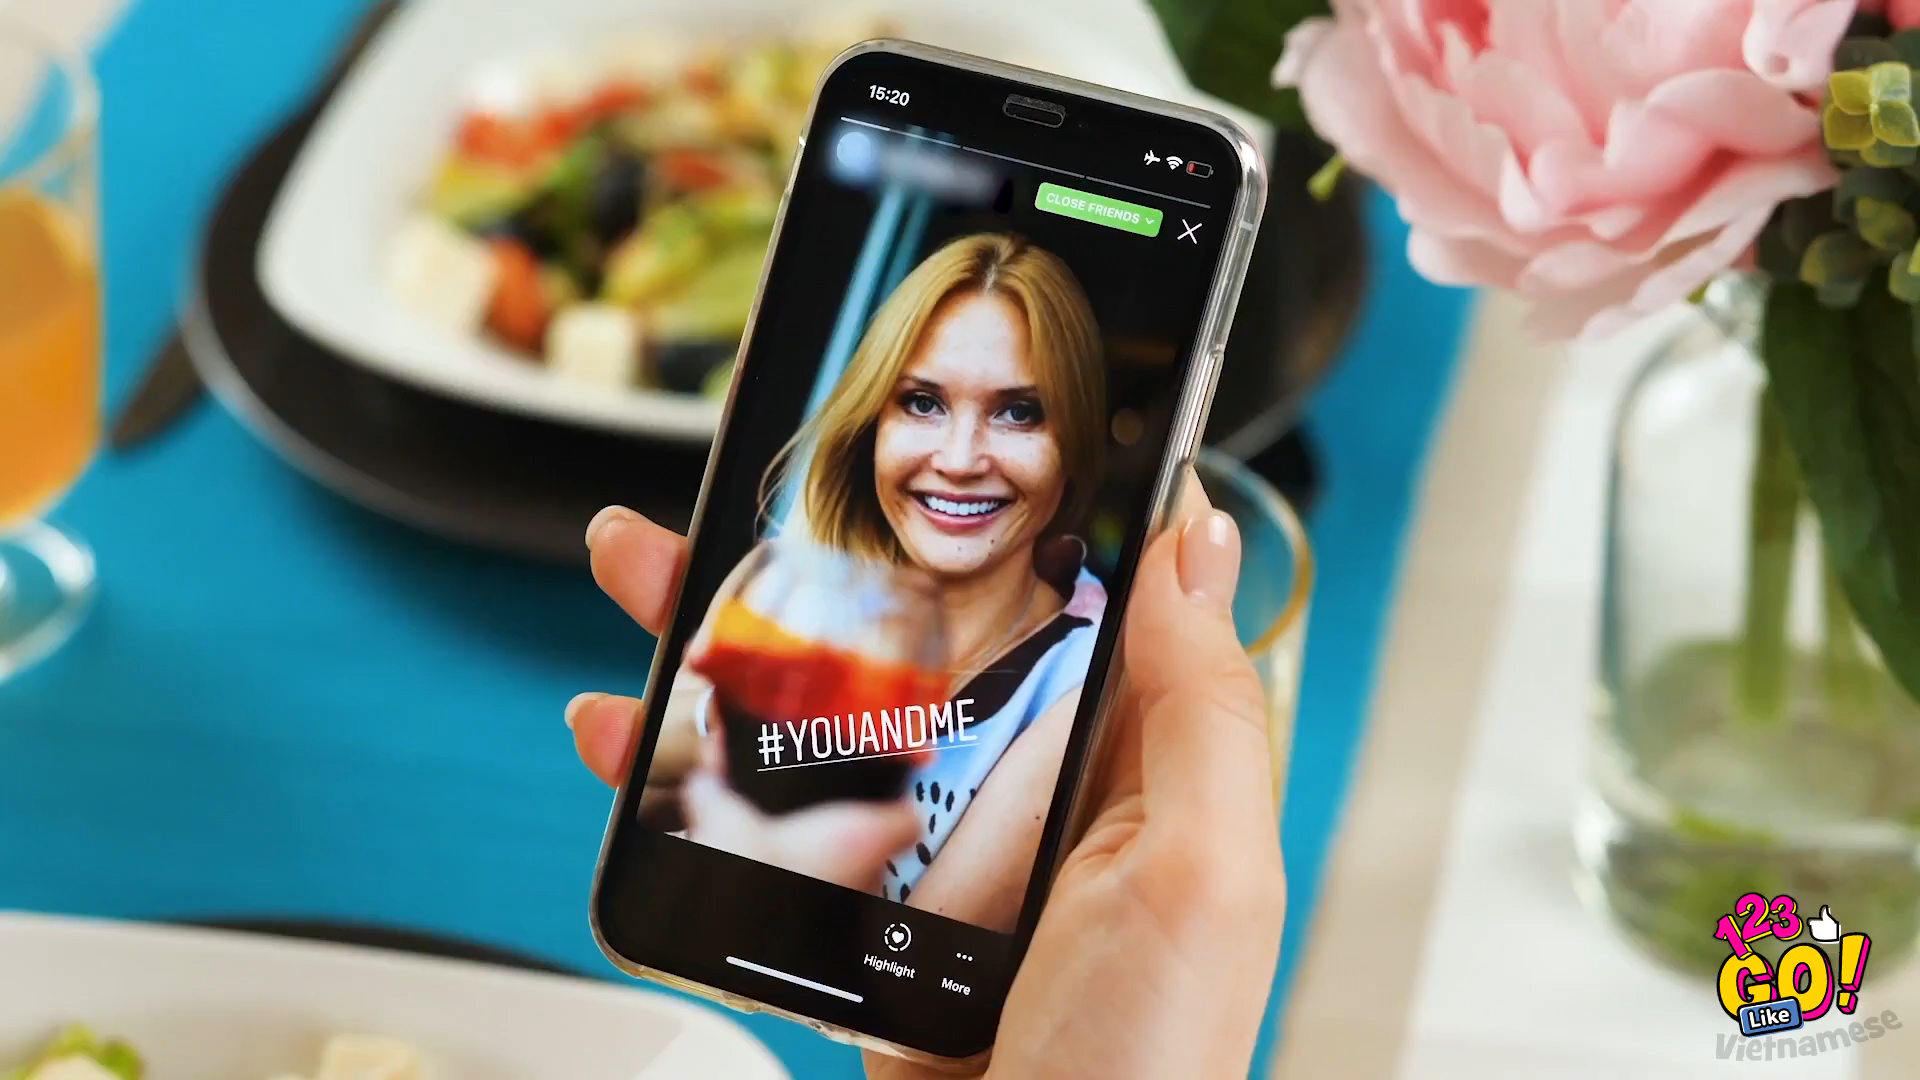 15:20
CLOSE FRIENDS
#YOUANDME
Highlight
More
123
GO!
Like
Vietnamese